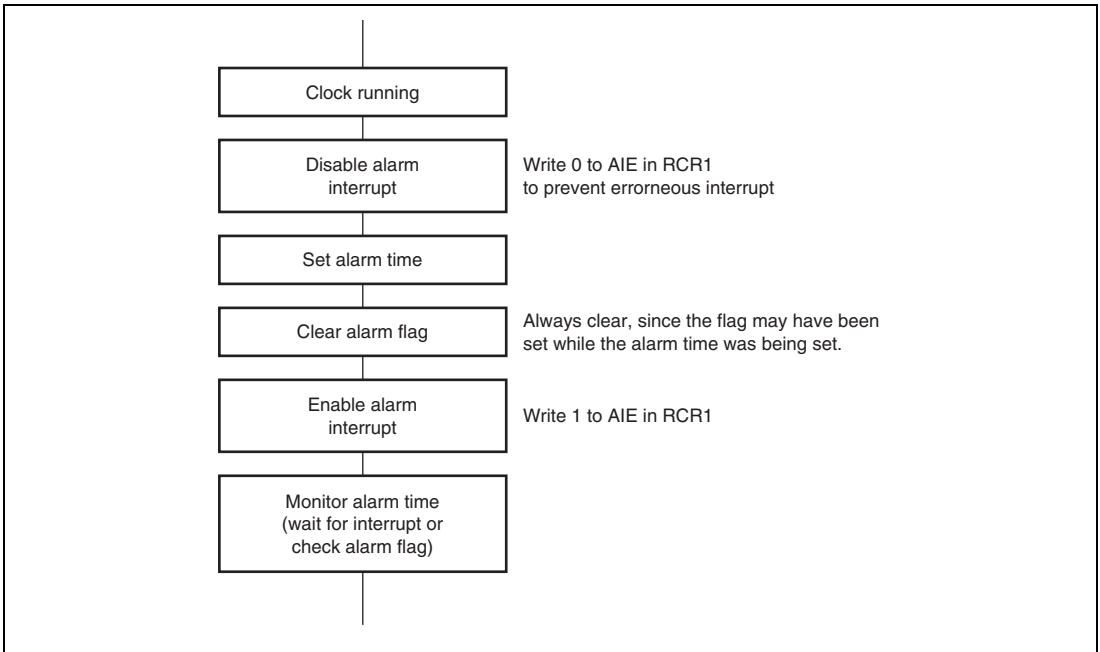 Clock running
Disable alarm
interrupt
Write 0 to AIE in RCR1
to prevent errorneous interrupt
Set alarm time
Clear alarm flag
Always clear, since the flag may have been
set while the alarm time was being set.
Enable alarm
interrupt
Write 1 to AIE in RCR1
Monitor alarm time
(wait for interrupt or
check alarm flag)